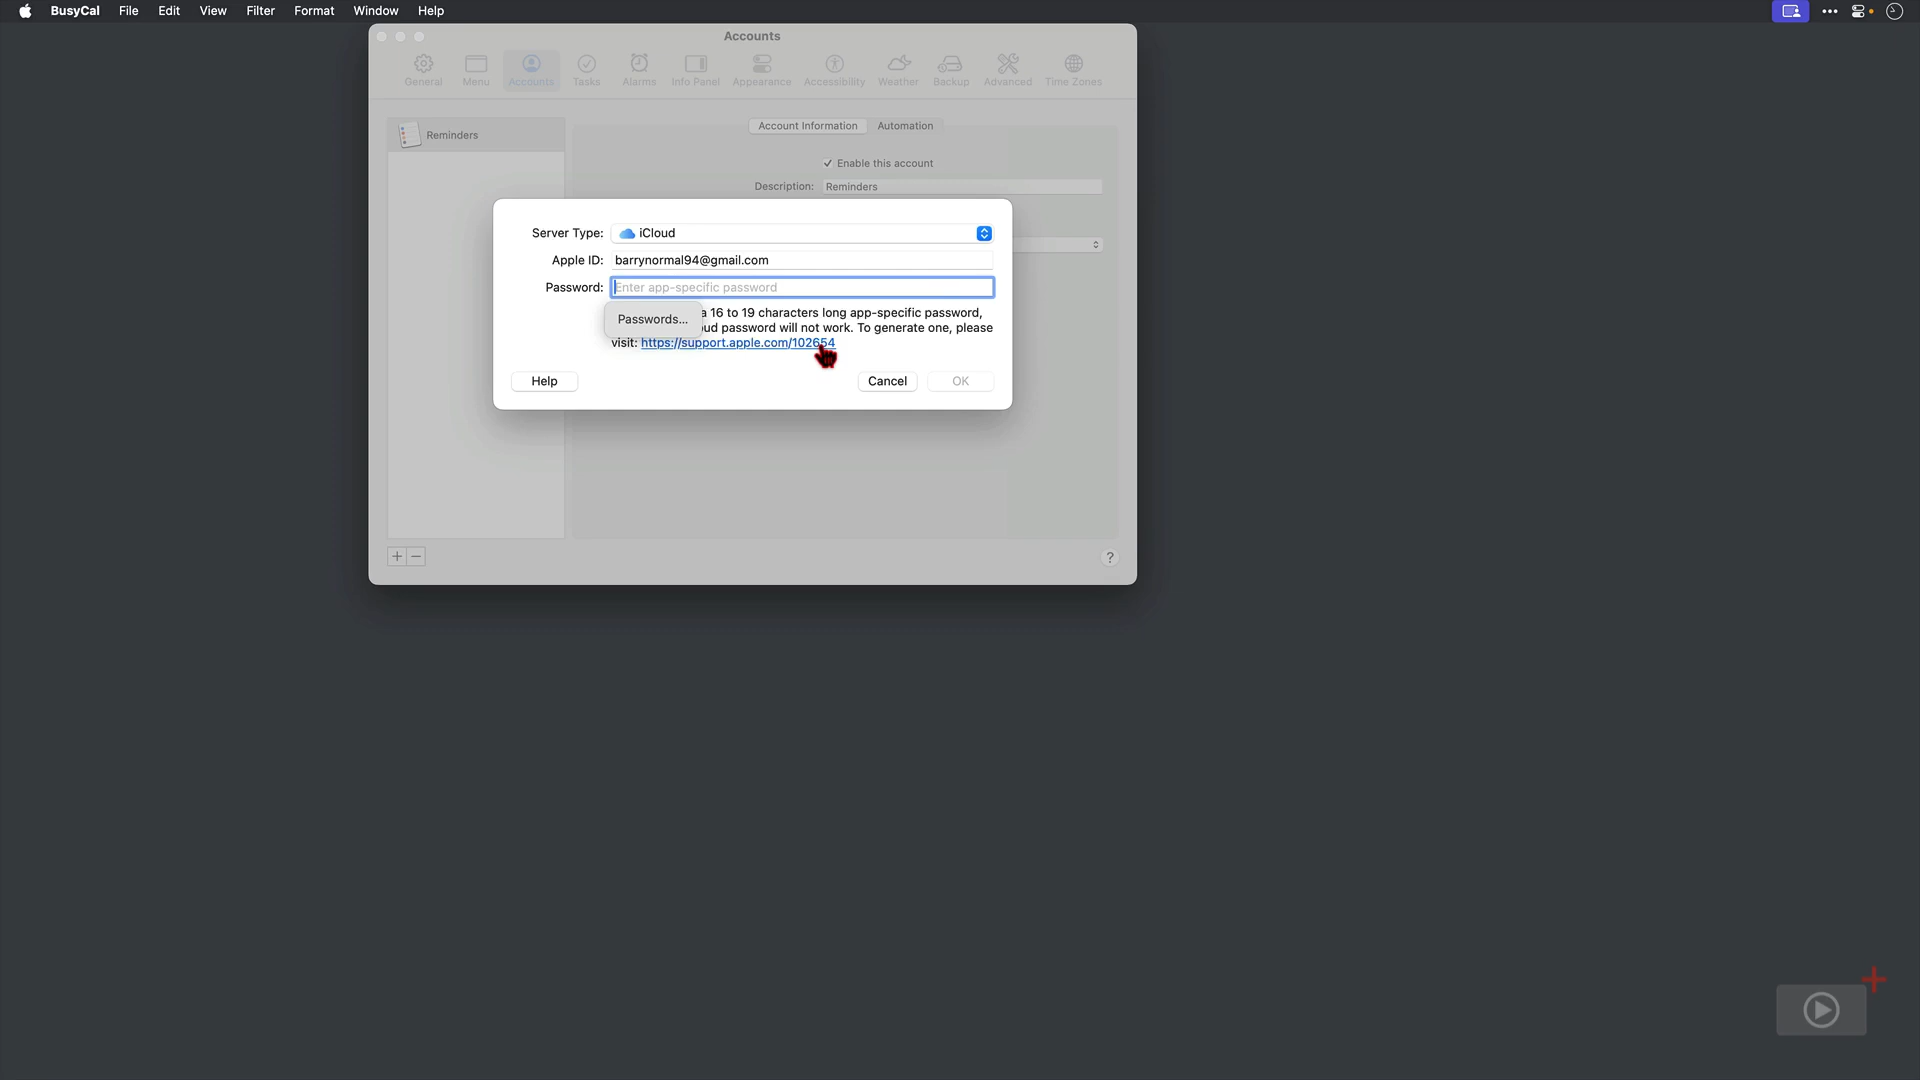 BusyCal File Edit View Filter Format Window Help
Accounts
General Menu Accounts Tasks Alarms Info Panel Appearance Accessibility Weather Backup Advanced Time Zones
Reminders
Account Information Automation
Enable this account
Description: Reminders
Server Type: iCloud
Apple ID: barrynormal94@gmail.com
Password: Enter app-specific password
Passwords...
a 16 to 19 characters long app-specific password,
password will not work. To generate one, please
visit: https://support.apple.com/102654
Help Cancel OK
+ −
?